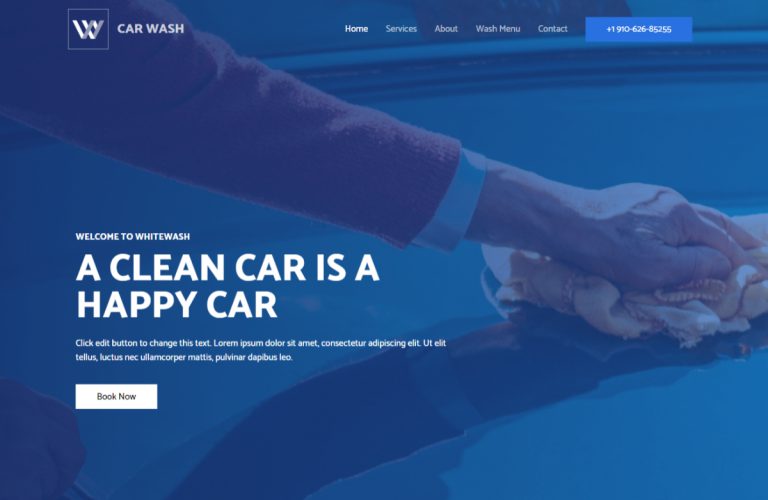 W CAR WASH
Home Services About Wash Menu Contact +1 910-626-85255
WELCOME TO WHITEWASH
A CLEAN CAR IS A
HAPPY CAR
Click edit button to change this text. Lorem ipsum dolor sit amet, consectetur adipiscing elit. Ut elit
tellus, luctus nec ullamcorper mattis, pulvinar dapibus leo.
Book Now